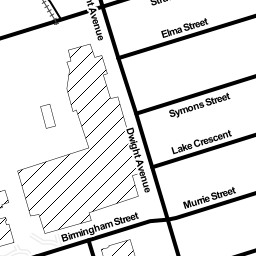 Avenue
Elma Street
Symons Street
Dwight Avenue
Lake Crescent
Murrie Street
Birmingham Street